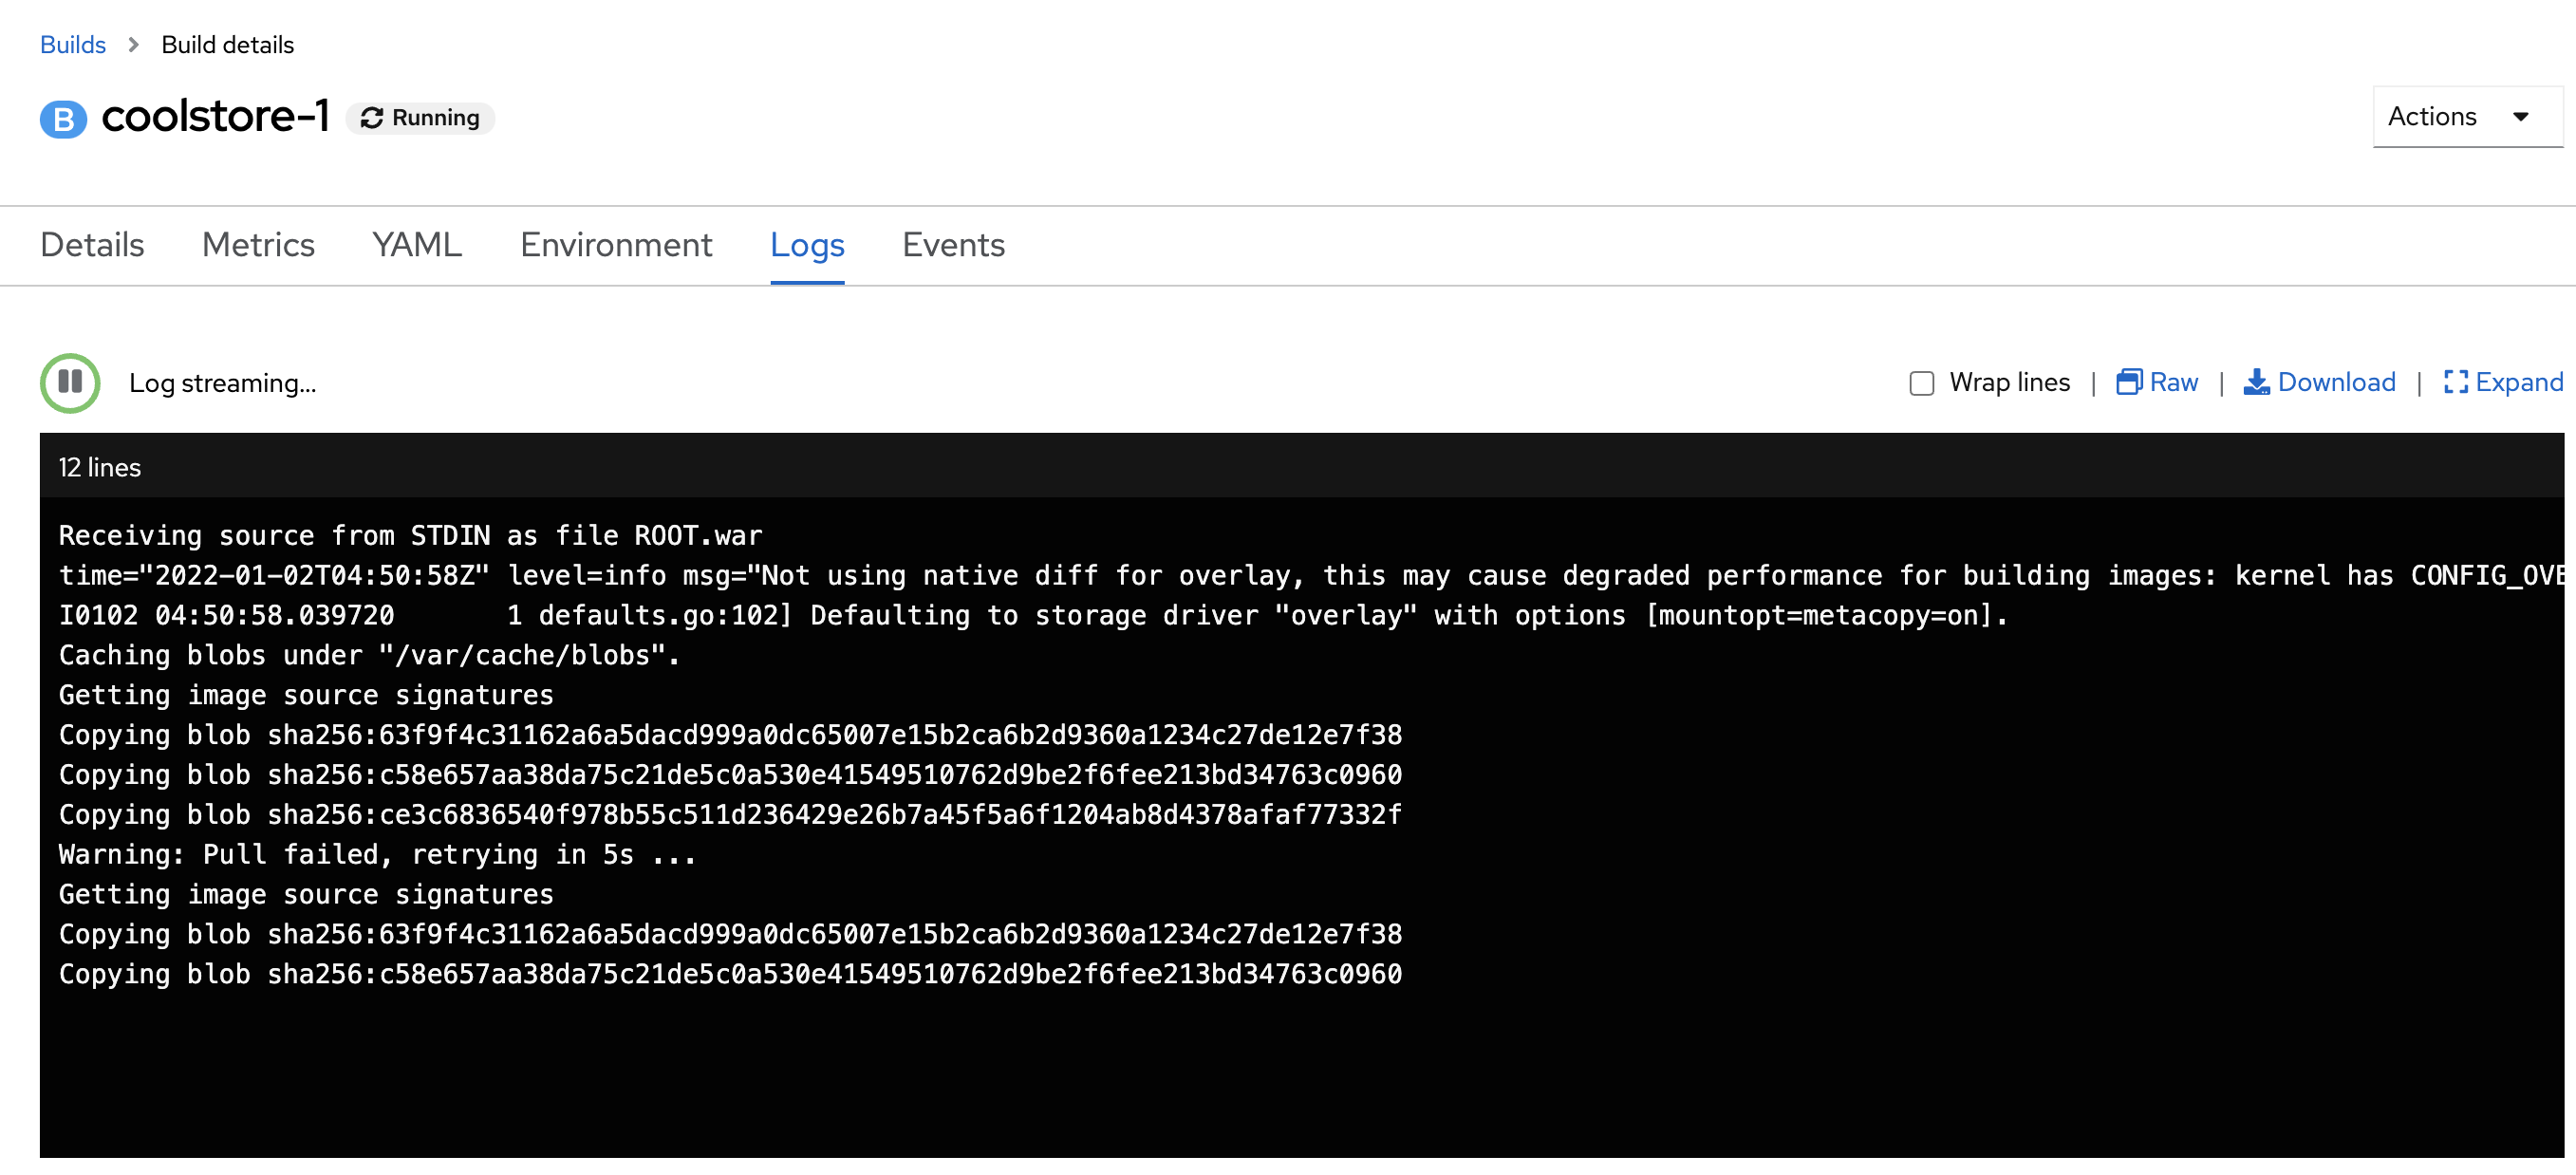 Builds > Build details
B coolstore-1 Running
Actions
Details Metrics YAML Environment Logs Events
Log streaming...
Wrap lines | Raw | Download | Expand
12 lines
Receiving source from STDIN as file ROOT.war
time="2022-01-02T04:50:58Z" level=info msg="Not using native diff for overlay, this may cause degraded performance for building images: kernel has CONFIG_OVE
I0102 04:50:58.039720       1 defaults.go:102] Defaulting to storage driver "overlay" with options [mountopt=metacopy=on].
Caching blobs under "/var/cache/blobs".
Getting image source signatures
Copying blob sha256:63f9f4c31162a6a5dacd999a0dc65007e15b2ca6b2d9360a1234c27de12e7f38
Copying blob sha256:c58e657aa38da75c21de5c0a530e41549510762d9be2f6fee213bd34763c0960
Copying blob sha256:ce3c6836540f978b55c511d236429e26b7a45f5a6f1204ab8d4378afaf77332f
Warning: Pull failed, retrying in 5s ...
Getting image source signatures
Copying blob sha256:63f9f4c31162a6a5dacd999a0dc65007e15b2ca6b2d9360a1234c27de12e7f38
Copying blob sha256:c58e657aa38da75c21de5c0a530e41549510762d9be2f6fee213bd34763c0960